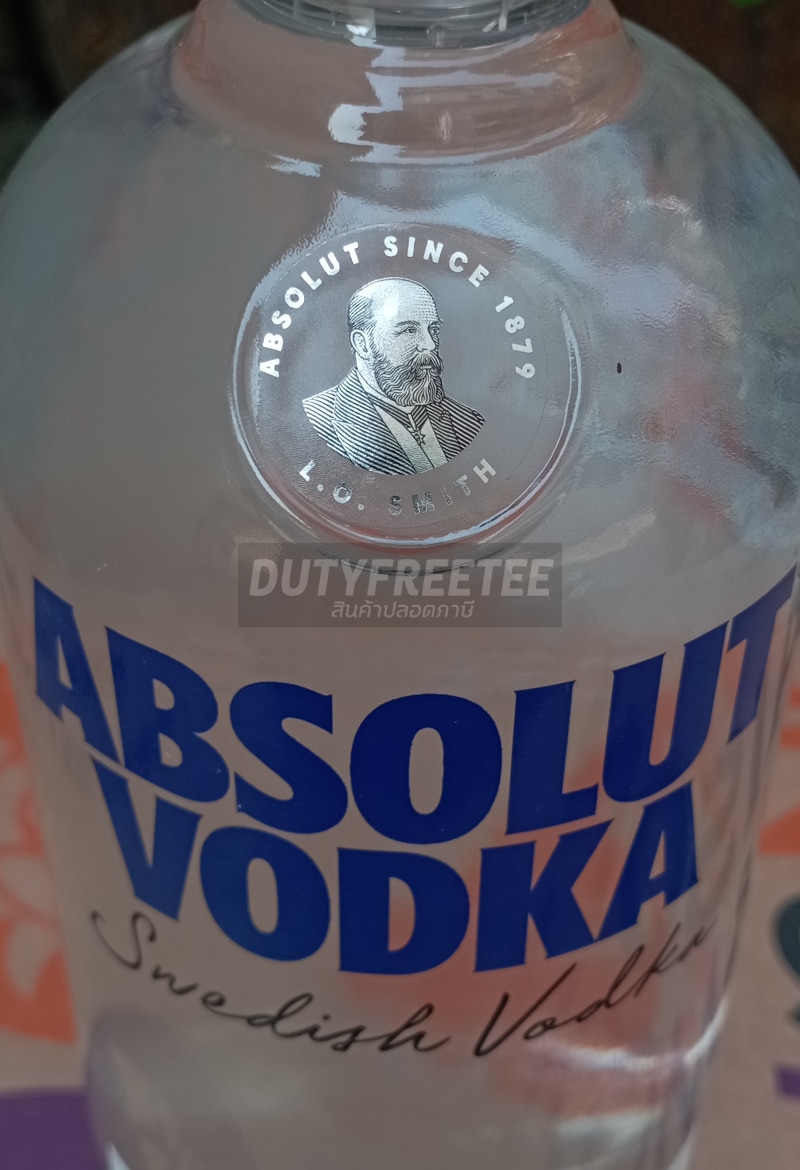 ABSOLUT SINCE 1879
L.O. SMITH
DUTYFREETEE
สินค้าปลอดภาษี
ABSOLUT
VODKA
Swedish Vodka